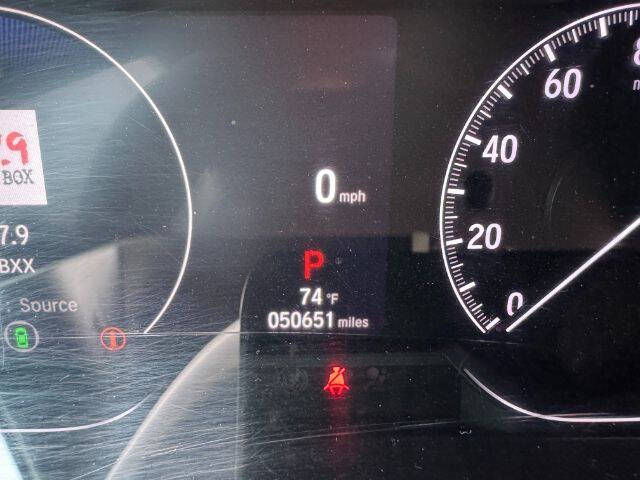 60
40
20
0
.9
BOX
7.9
BXX
Source
0 mph
P
74 °F
050651 miles